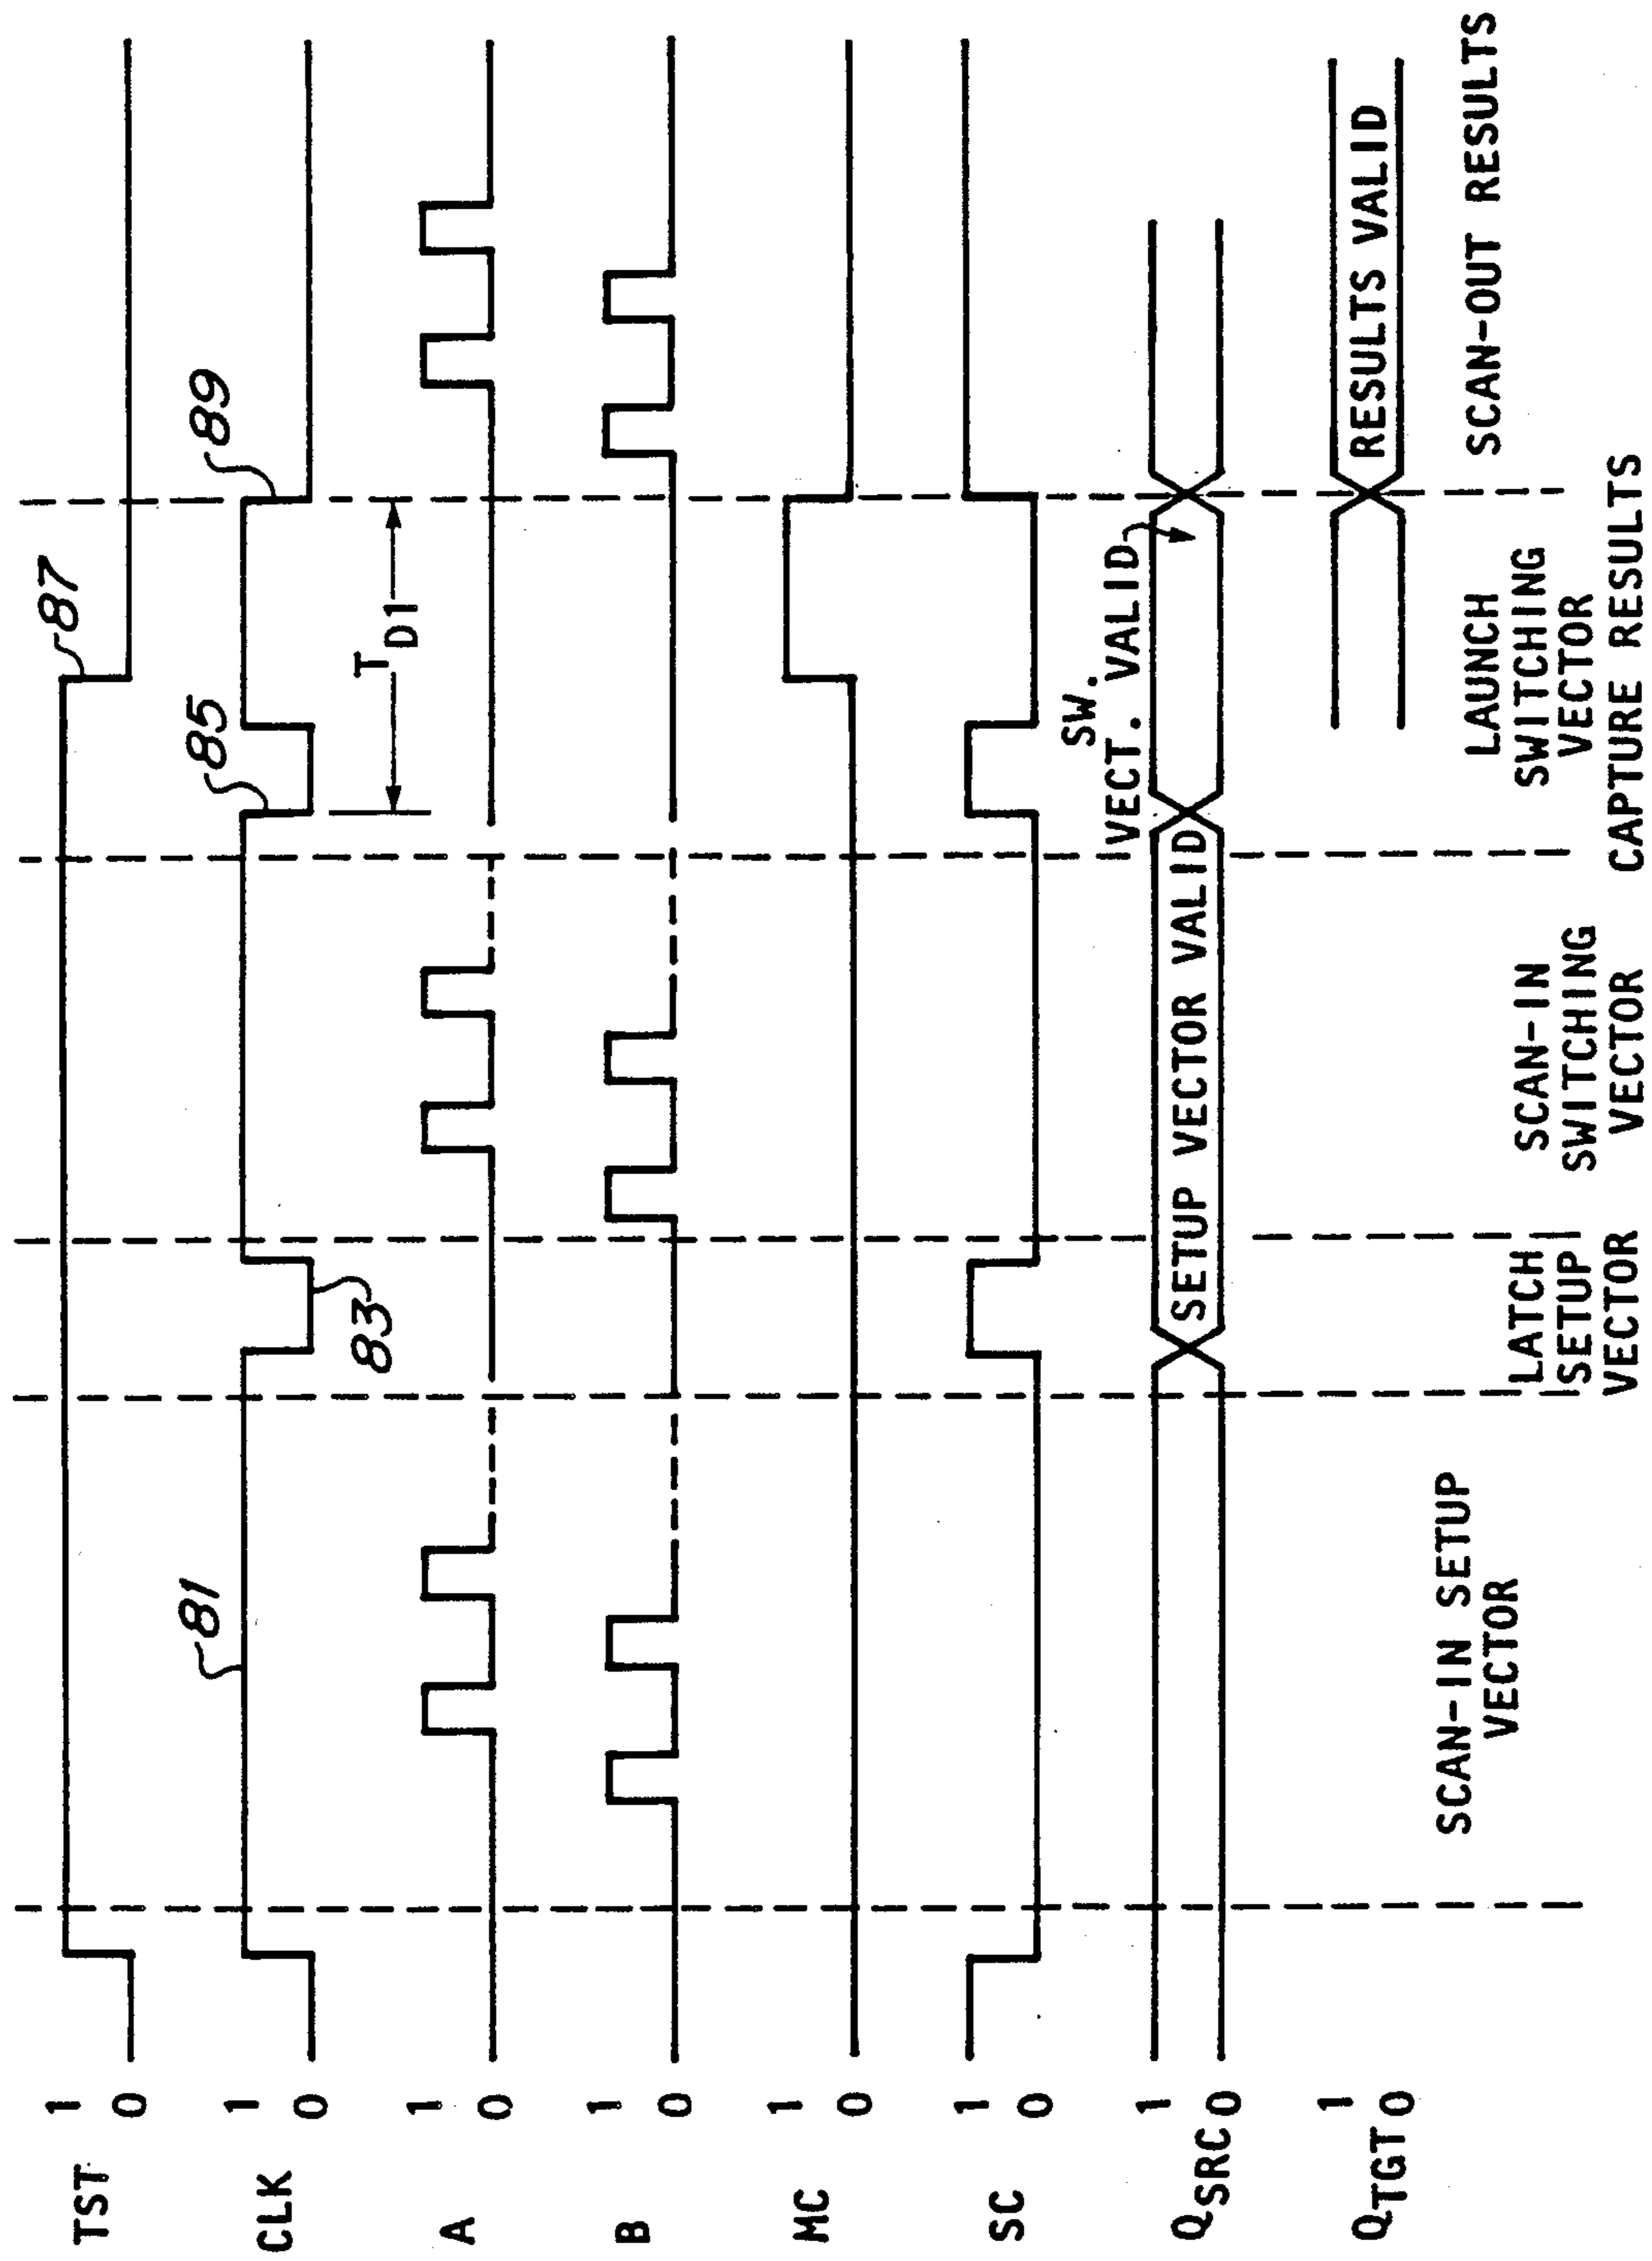 TST 1 0
CLK 1 0
A 1 0
B 1 0
MC 1 0
SC 1 0
QSRC 1 0
QTGT 1 0
81
83
85
87
89
TD1
SETUP VECTOR VALID
SW.
VECT. VALID
RESULTS VALID
SCAN-IN SETUP
VECTOR
LATCH
SETUP
VECTOR
SCAN-IN
SWITCHING
VECTOR
LAUNCH
SWITCHING
VECTOR
CAPTURE RESULTS
SCAN-OUT RESULTS